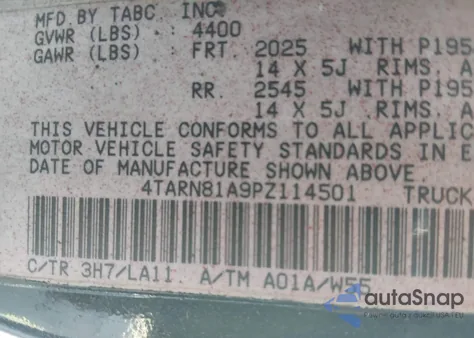 MFD.BY TABC. INC.
GVWR (LBS) : 4400
GAWR (LBS) : FRT. 2025 WITH P195
14 X 5J RIMS. A
RR. 2545 WITH P195
14 X 5J RIMS. A
THIS VEHICLE CONFORMS TO ALL APPLIC
MOTOR VEHICLE SAFETY STANDARDS IN E
DATE OF MANUFACTURE SHOWN ABOVE.
4TARN81A9PZ114501 TRUCK
C/TR 3H7/LA11 A/TM A01A/W55
autoSnap